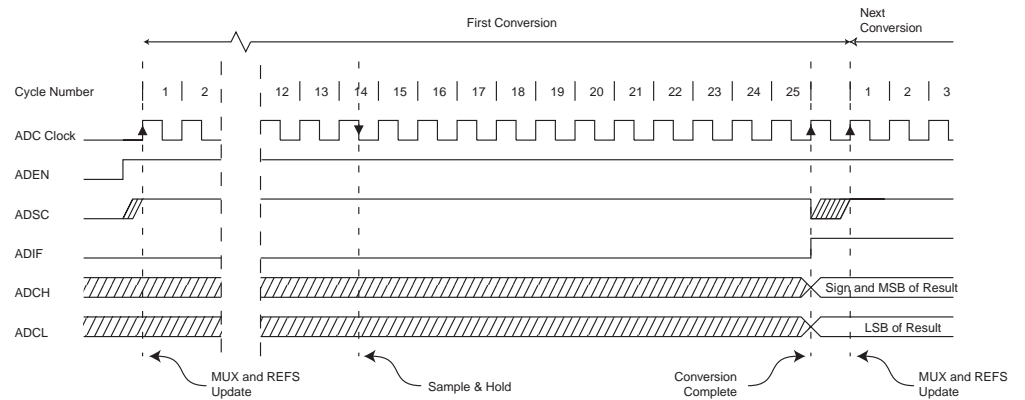 Next
Conversion
First Conversion
Cycle Number 1 2 12 13 14 15 16 17 18 19 20 21 22 23 24 25 1 2 3
ADC Clock
ADEN
ADSC
ADIF
ADCH Sign and MSB of Result
ADCL LSB of Result
MUX and REFS
Update
Sample & Hold
Conversion
Complete
MUX and REFS
Update